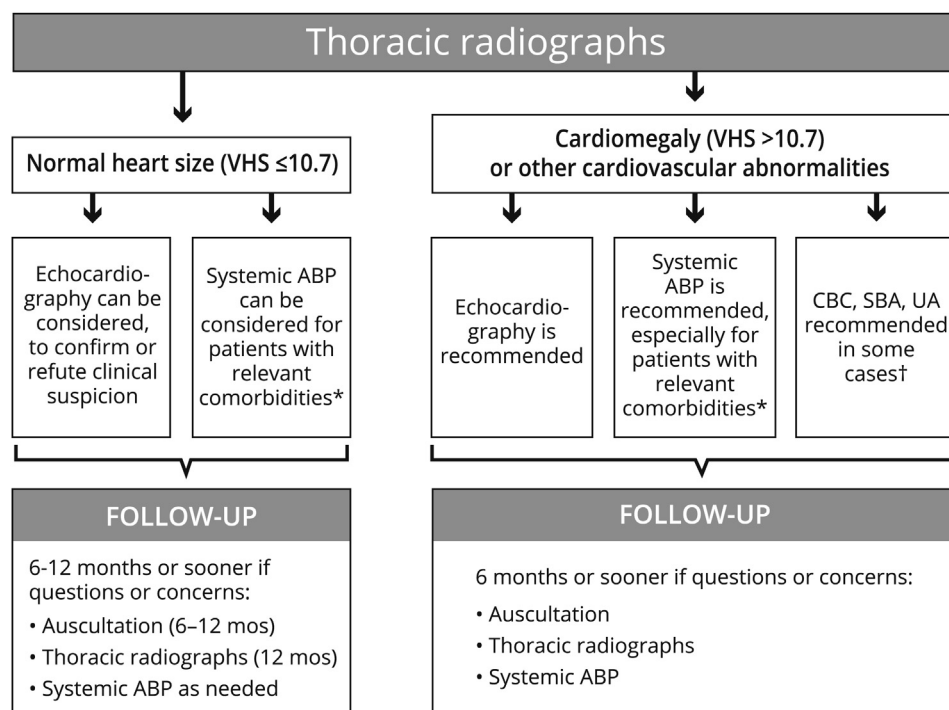 Thoracic radiographs
Normal heart size (VHS ≤10.7)
Echocardio-
graphy can be
considered,
to confirm or
refute clinical
suspicion
Systemic ABP
can be
considered for
patients with
relevant
comorbidities*
FOLLOW-UP
6-12 months or sooner if
questions or concerns:
• Auscultation (6–12 mos)
• Thoracic radiographs (12 mos)
• Systemic ABP as needed
Cardiomegaly (VHS >10.7)
or other cardiovascular abnormalities
Echocardio-
graphy is
recommended
Systemic
ABP is
recommended,
especially for
patients with
relevant
comorbidities*
CBC, SBA, UA
recommended
in some
cases†
FOLLOW-UP
6 months or sooner if questions or concerns:
• Auscultation
• Thoracic radiographs
• Systemic ABP